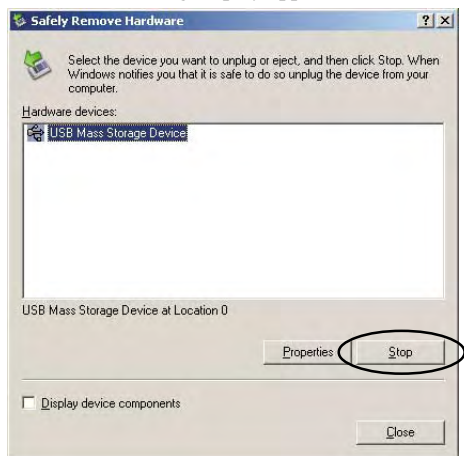 Safely Remove Hardware
Select the device you want to unplug or eject, and then click Stop. When
Windows notifies you that it is safe to do so unplug the device from your
computer.
Hardware devices:
USB Mass Storage Device
USB Mass Storage Device at Location 0
Properties Stop
Display device components
Close